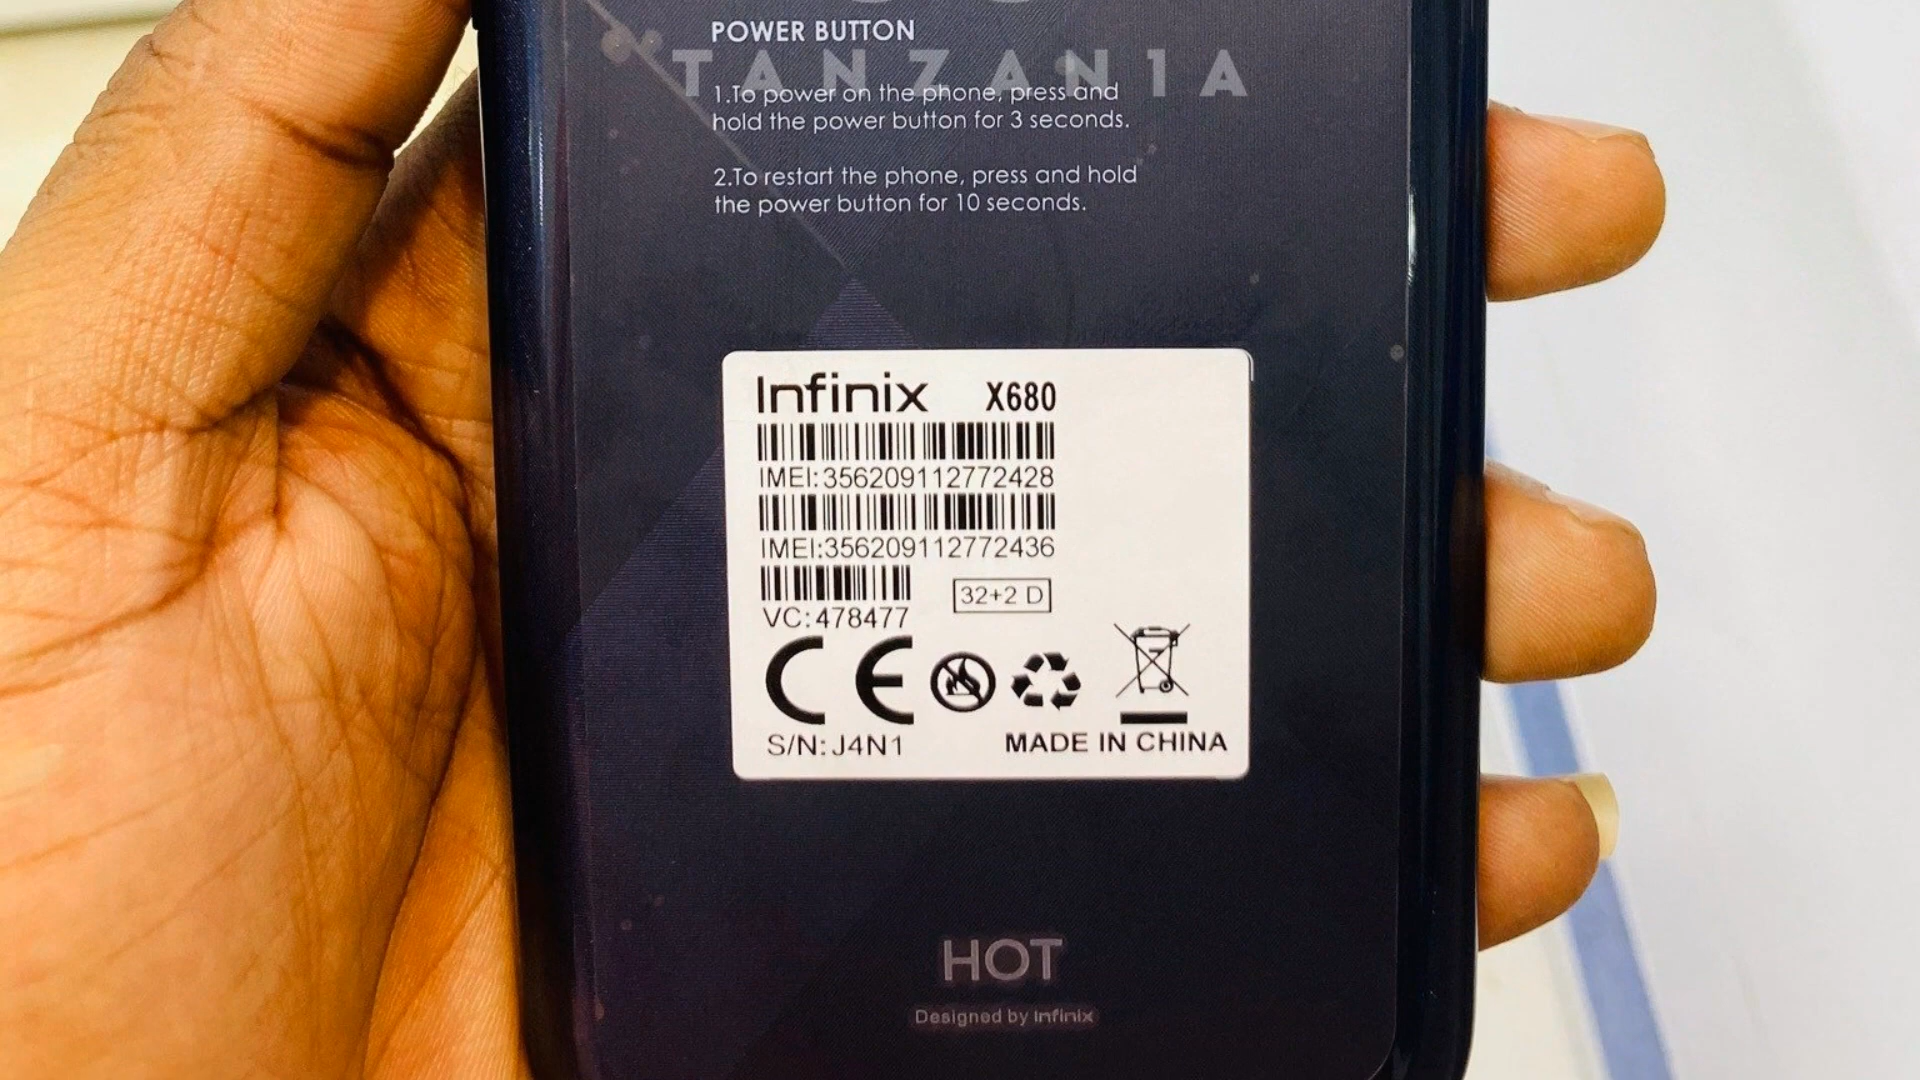 POWER BUTTON
TANZAN1A
1.To power on the phone, press and
hold the power button for 3 seconds.
2.To restart the phone, press and hold
the power button for 10 seconds.
Infinix X680
IMEI:356209112772428
IMEI:356209112772436
32+2 D
VC:478477
CE
S/N:J4N1 MADE IN CHINA
HOT
Designed by Infinix